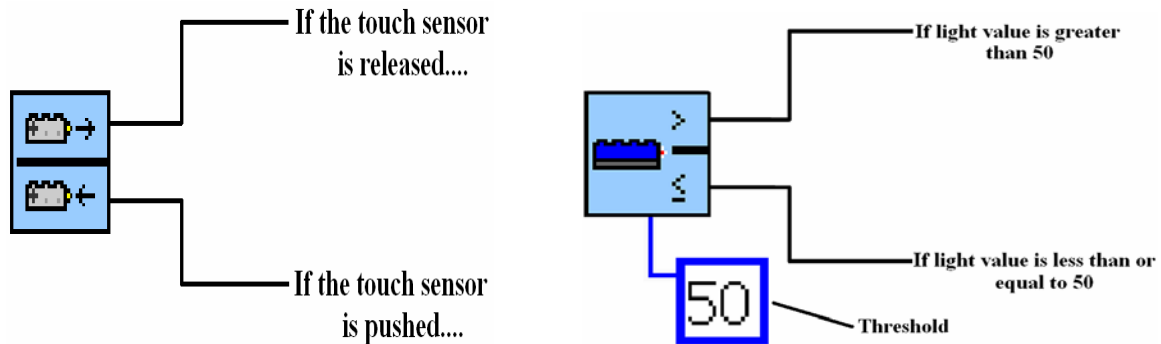 If the touch sensor
is released....
If the touch sensor
is pushed....
If light value is greater
than 50
>
≤
If light value is less than or
equal to 50
50
Threshold